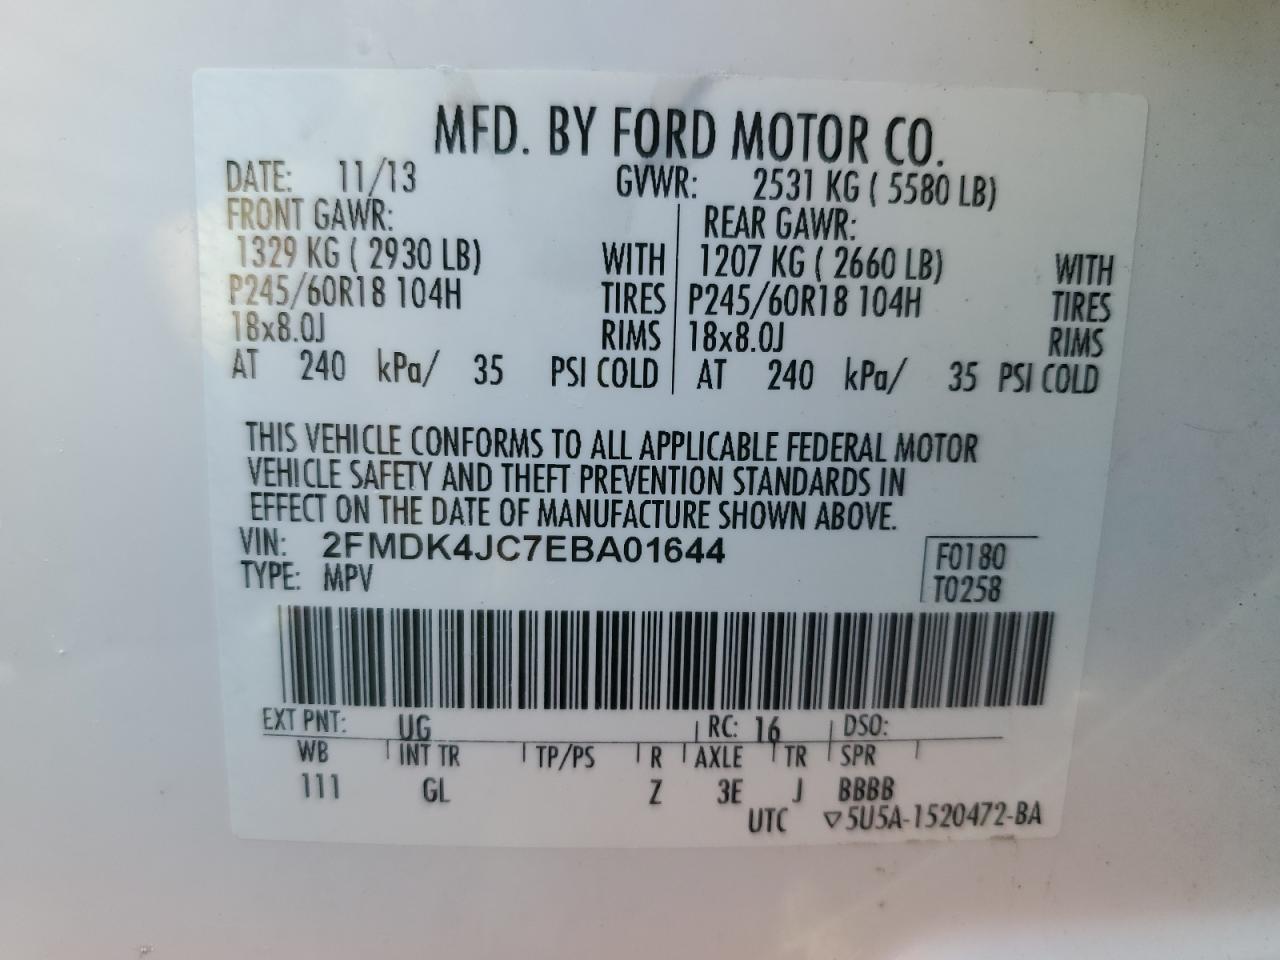 MFD. BY FORD MOTOR CO.
DATE: 11/13 GVWR: 2531 KG ( 5580 LB)
FRONT GAWR: REAR GAWR:
1329 KG ( 2930 LB) WITH 1207 KG ( 2660 LB) WITH
P245/60R18 104H TIRES P245/60R18 104H TIRES
18x8.0J RIMS 18x8.0J RIMS
AT 240 kPa/ 35 PSI COLD AT 240 kPa/ 35 PSI COLD
THIS VEHICLE CONFORMS TO ALL APPLICABLE FEDERAL MOTOR
VEHICLE SAFETY AND THEFT PREVENTION STANDARDS IN
EFFECT ON THE DATE OF MANUFACTURE SHOWN ABOVE.
VIN: 2FMDK4JC7EBA01644 F0180
TYPE: MPV T0258
EXT PNT: UG RC: 16 DSO:
WB INT TR TP/PS R AXLE TR SPR
111 GL Z 3E J BBBB
UTC ▽5U5A-1520472-BA